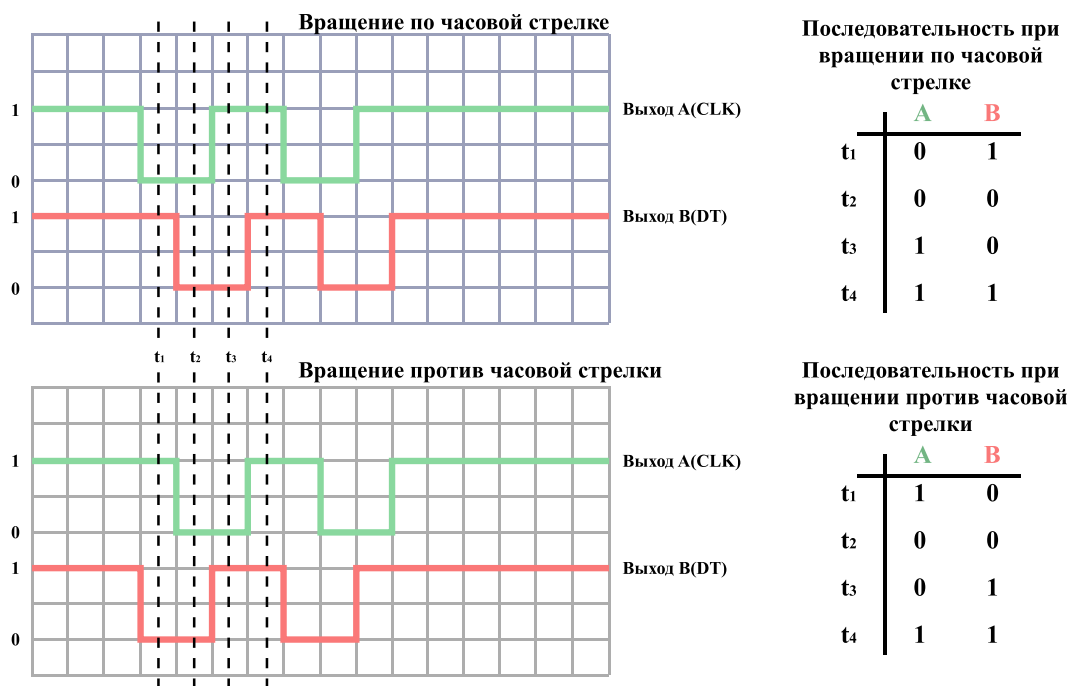 Вращение по часовой стрелке
1
Выход A(CLK)
0
1
Выход B(DT)
0
t1 t2 t3 t4
Последовательность при
вращении по часовой
стрелке
A B
t1 0 1
t2 0 0
t3 1 0
t4 1 1
Вращение против часовой стрелки
1
Выход A(CLK)
0
1
Выход B(DT)
0
Последовательность при
вращении против часовой
стрелки
A B
t1 1 0
t2 0 0
t3 0 1
t4 1 1